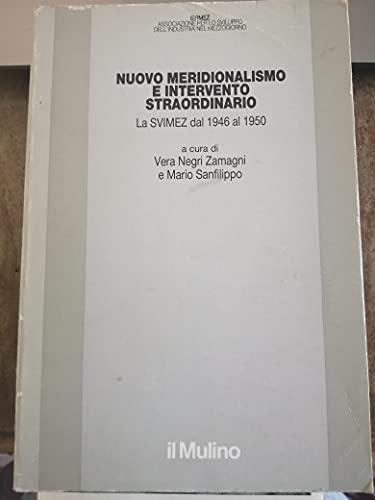 SVIMEZ
ASSOCIAZIONE PER LO SVILUPPO
DELL'INDUSTRIA NEL MEZZOGIORNO
NUOVO MERIDIONALISMO
E INTERVENTO
STRAORDINARIO
La SVIMEZ dal 1946 al 1950
a cura di
Vera Negri Zamagni
e Mario Sanfilippo
il Mulino